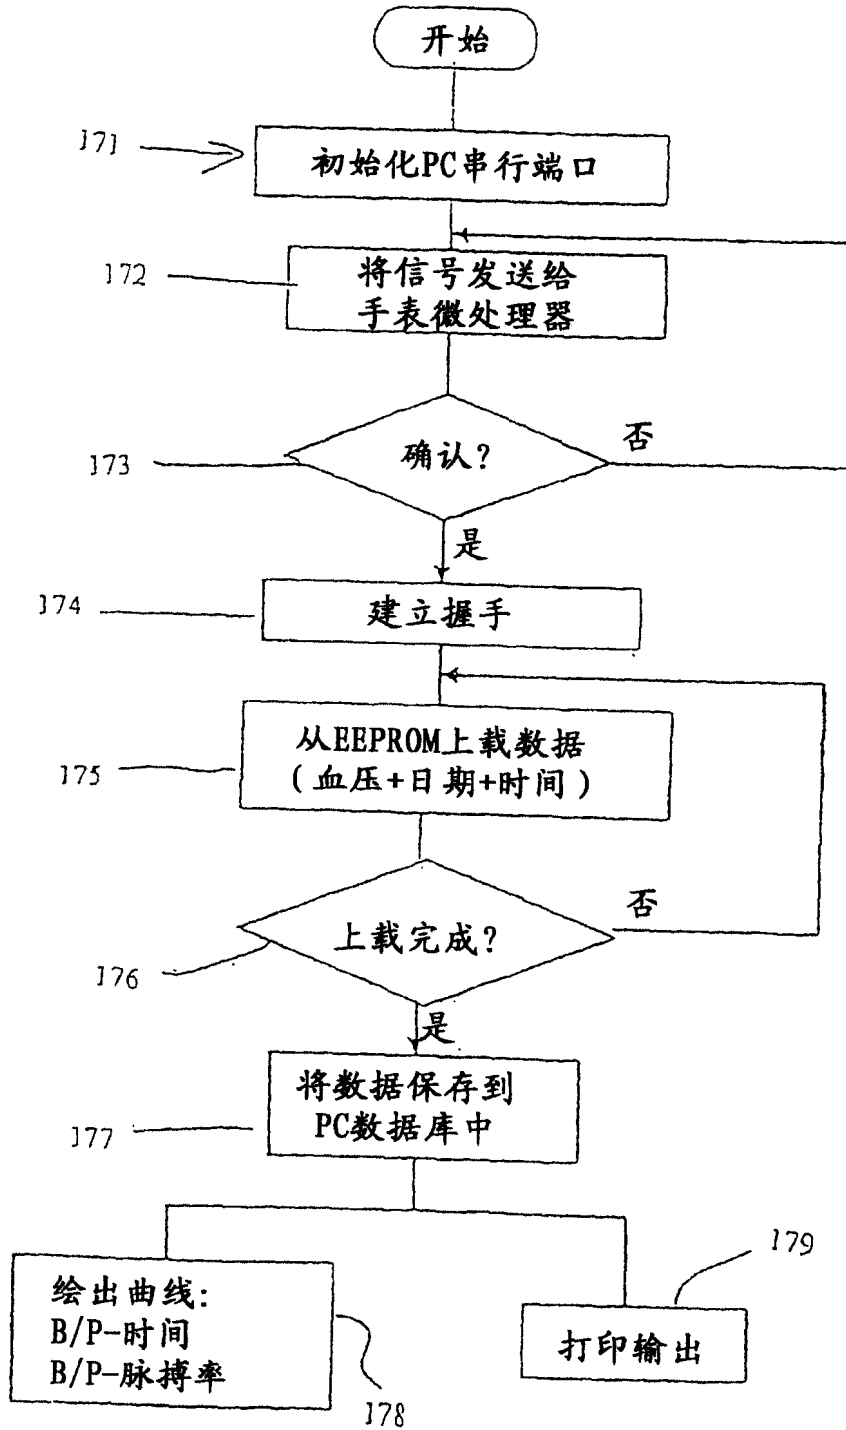 开始
171
初始化PC串行端口
172
将信号发送给
手表微处理器
173
确认?
否
是
174
建立握手
175
从EEPROM上载数据
(血压+日期+时间)
176
上载完成?
否
是
177
将数据保存到
PC数据库中
绘出曲线:
B/P-时间
B/P-脉搏率
178
打印输出
179